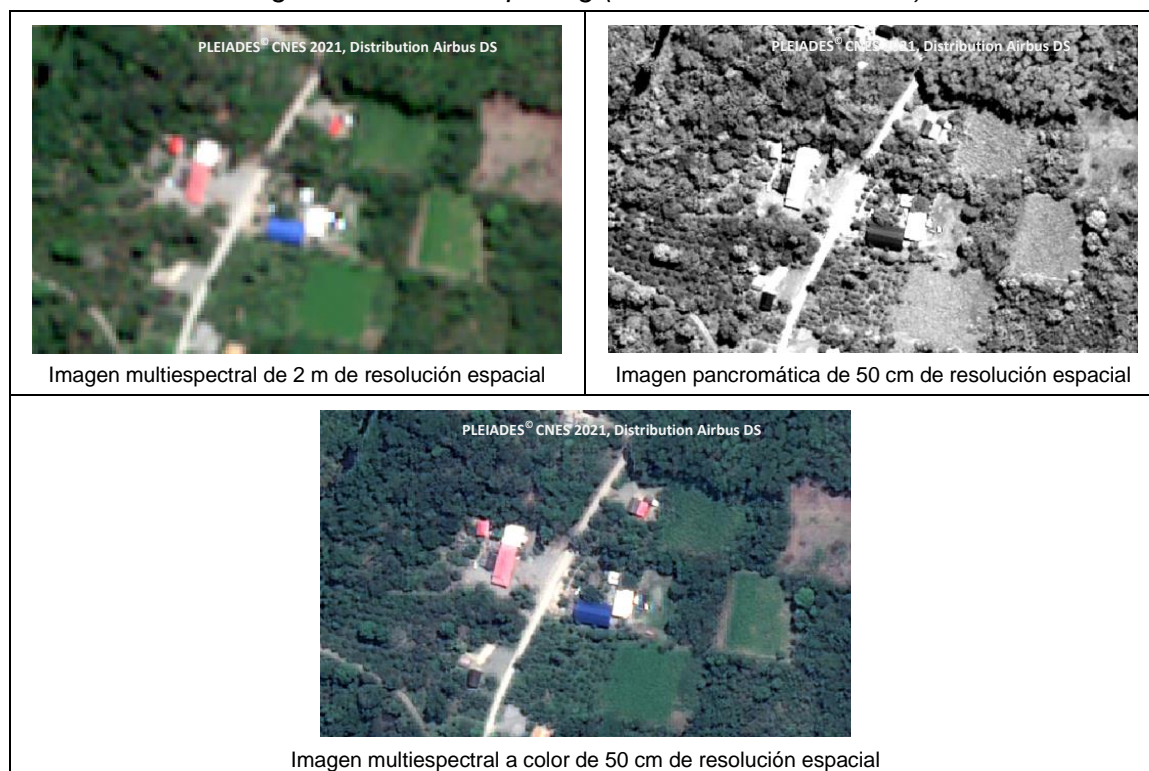 PLEIADES© CNES 2021, Distribution Airbus DS
PLEIADES© CNES 2021, Distribution Airbus DS
Imagen multiespectral de 2 m de resolución espacial
Imagen pancromática de 50 cm de resolución espacial
PLEIADES© CNES 2021, Distribution Airbus DS
Imagen multiespectral a color de 50 cm de resolución espacial